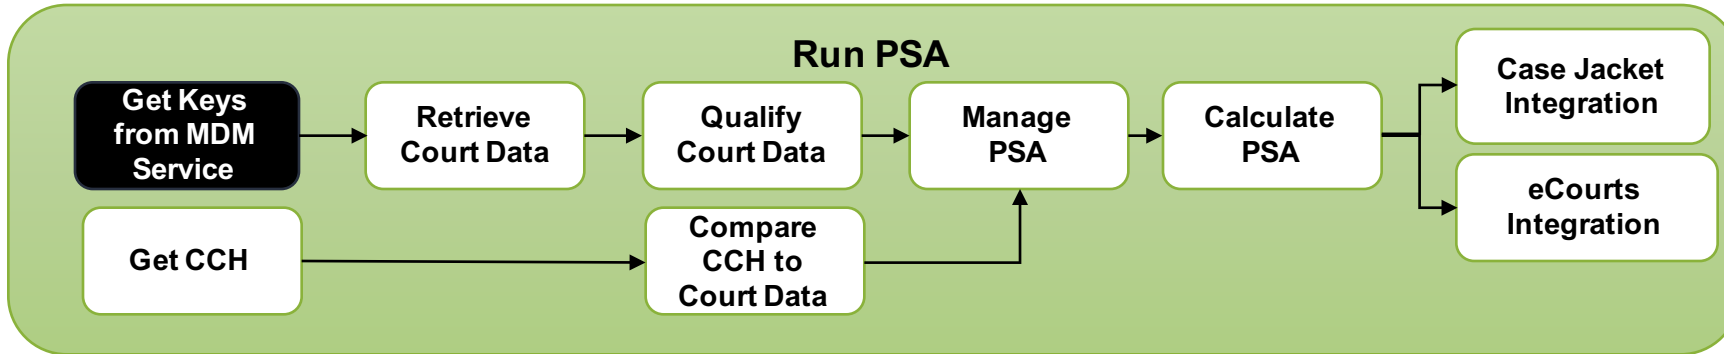 Run PSA
Get Keys
from MDM
Service
Retrieve
Court Data
Qualify
Court Data
Manage
PSA
Calculate
PSA
Case Jacket
Integration
eCourts
Integration
Get CCH
Compare
CCH to
Court Data